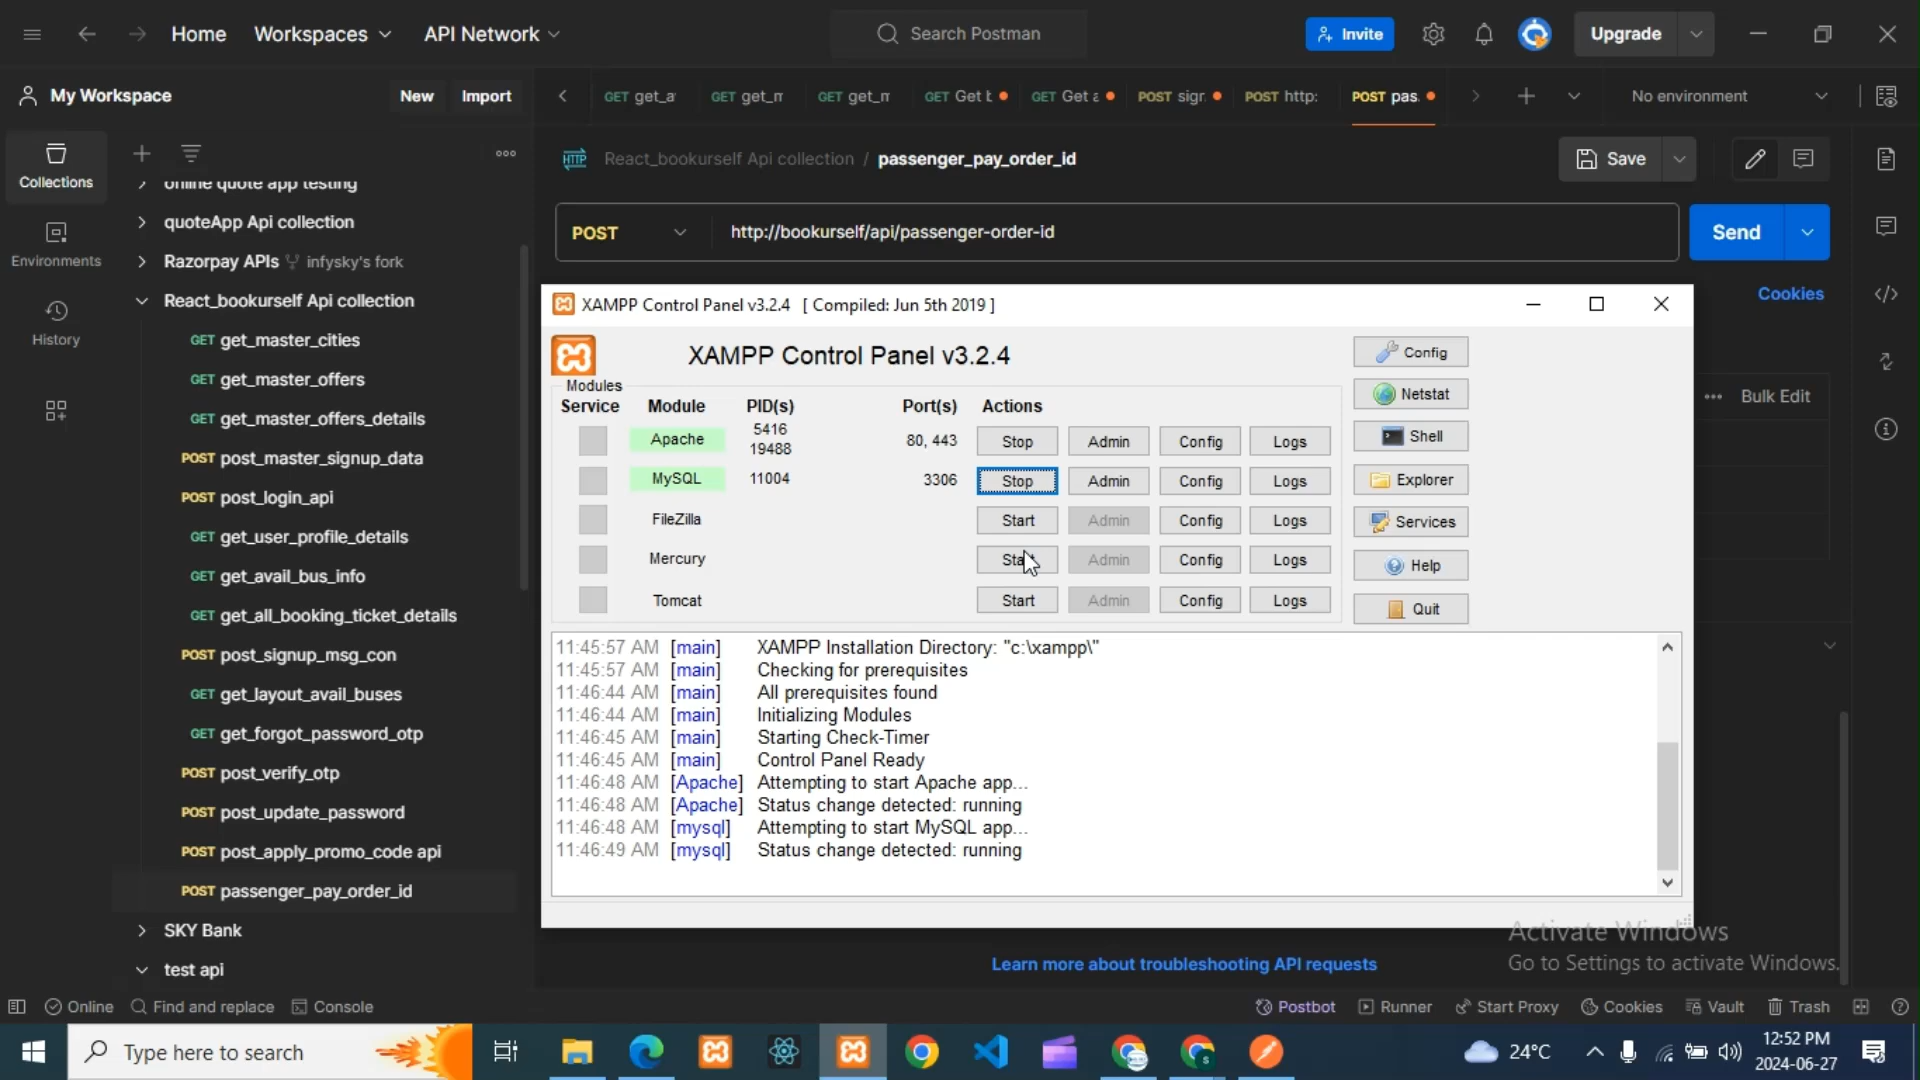 Home
Workspaces
API Network
Search Postman
Invite
Upgrade
My Workspace
New
Import
GET get_a
GET get_m
GET get_m
GET Get b
GET Get a
POST sigr
POST http:
POST pas.
No environment
Collections
Environments
History
online quote app testing
quoteApp Api collection
Razorpay APIs infysky's fork
React_bookurself Api collection
GET get_master_cities
GET get_master_offers
GET get_master_offers_details
POST post_master_signup_data
POST post_login_api
GET get_user_profile_details
GET get_avail_bus_info
GET get_all_booking_ticket_details
POST post_signup_msg_con
GET get_layout_avail_buses
GET get_forgot_password_otp
POST post_verify_otp
POST post_update_password
POST post_apply_promo_code api
POST passenger_pay_order_id
SKY Bank
test api
HTTP React_bookurself Api collection / passenger_pay_order_id
Save
POST http://bookurself/api/passenger-order-id
Send
Cookies
Bulk Edit
XAMPP Control Panel v3.2.4 [ Compiled: Jun 5th 2019 ]
XAMPP Control Panel v3.2.4
Modules
Service Module PID(s) Port(s) Actions
Apache 5416 19488 80, 443 Stop Admin Config Logs
MySQL 11004 3306 Stop Admin Config Logs
FileZilla Start Admin Config Logs
Mercury Start Admin Config Logs
Tomcat Start Admin Config Logs
Config
Netstat
Shell
Explorer
Services
Help
Quit
11:45:57 AM [main] XAMPP Installation Directory: "c:\xampp\"
11:45:57 AM [main] Checking for prerequisites
11:46:44 AM [main] All prerequisites found
11:46:44 AM [main] Initializing Modules
11:46:45 AM [main] Starting Check-Timer
11:46:45 AM [main] Control Panel Ready
11:46:48 AM [Apache] Attempting to start Apache app...
11:46:48 AM [Apache] Status change detected: running
11:46:48 AM [mysql] Attempting to start MySQL app...
11:46:49 AM [mysql] Status change detected: running
Activate Windows
Go to Settings to activate Windows.
Learn more about troubleshooting API requests
Online
Find and replace
Console
Postbot
Runner
Start Proxy
Cookies
Vault
Trash
Type here to search
24°C
12:52 PM
2024-06-27